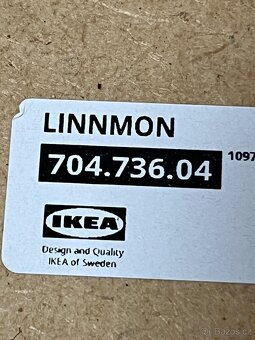 LINNMON
704.736.04
1097
IKEA
Design and Quality
IKEA of Sweden